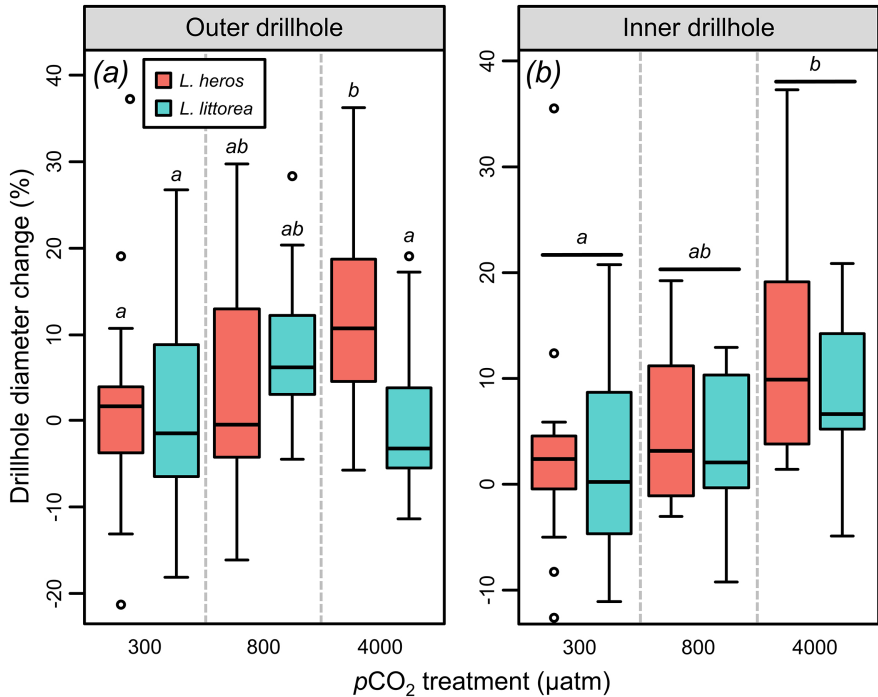 Outer drillhole
Inner drillhole
(a)
L. heros
L. littorea
(b)
Drillhole diameter change (%)
40
30
20
10
0
-10
-20
a
a
ab
ab
b
a
40
30
20
10
0
-10
a
ab
b
300
800
4000
300
800
4000
pCO₂ treatment (µatm)